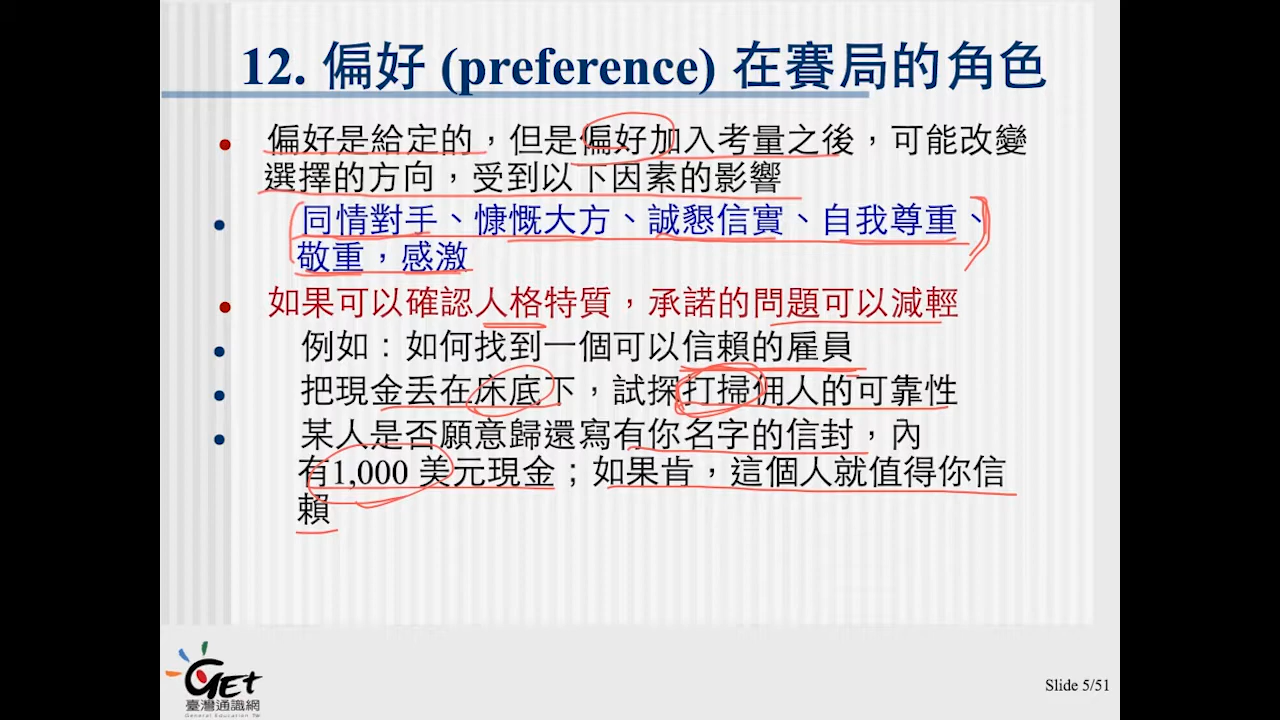 12. 偏好 (preference) 在賽局的角色
• 偏好是給定的，但是偏好加入考量之後，可能改變
選擇的方向，受到以下因素的影響
• 同情對手、慷慨大方、誠懇信實、自我尊重、
敬重，感激
• 如果可以確認人格特質，承諾的問題可以減輕
• 例如：如何找到一個可以信賴的雇員
• 把現金丟在床底下，試探打掃佣人的可靠性
• 某人是否願意歸還寫有你名字的信封，內
有1,000 美元現金；如果肯，這個人就值得你信
賴
GET
臺灣通識網
General Education TW
Slide 5/51